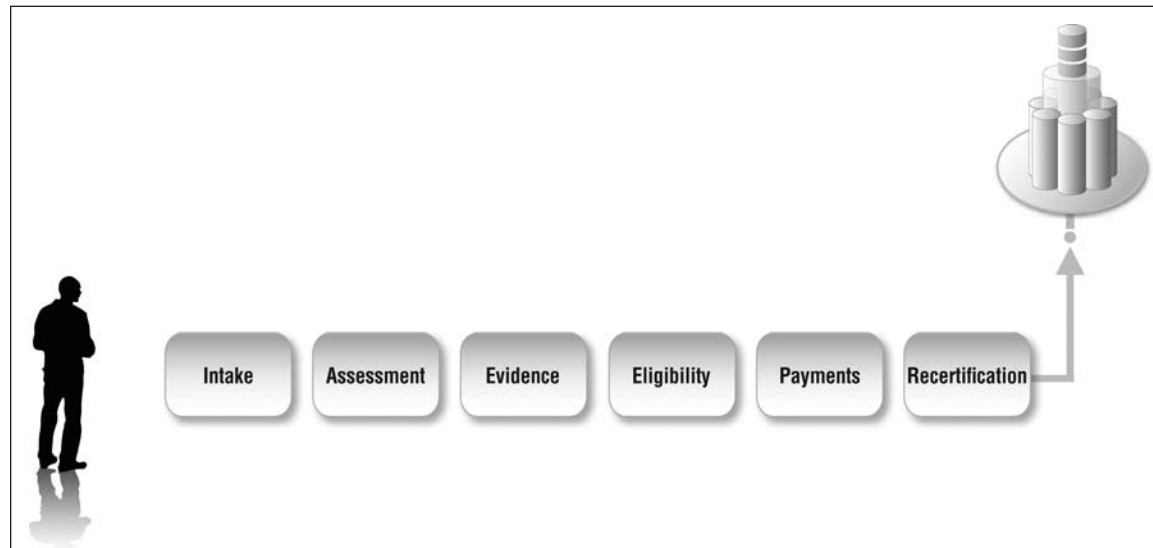 Intake
Assessment
Evidence
Eligibility
Payments
Recertification